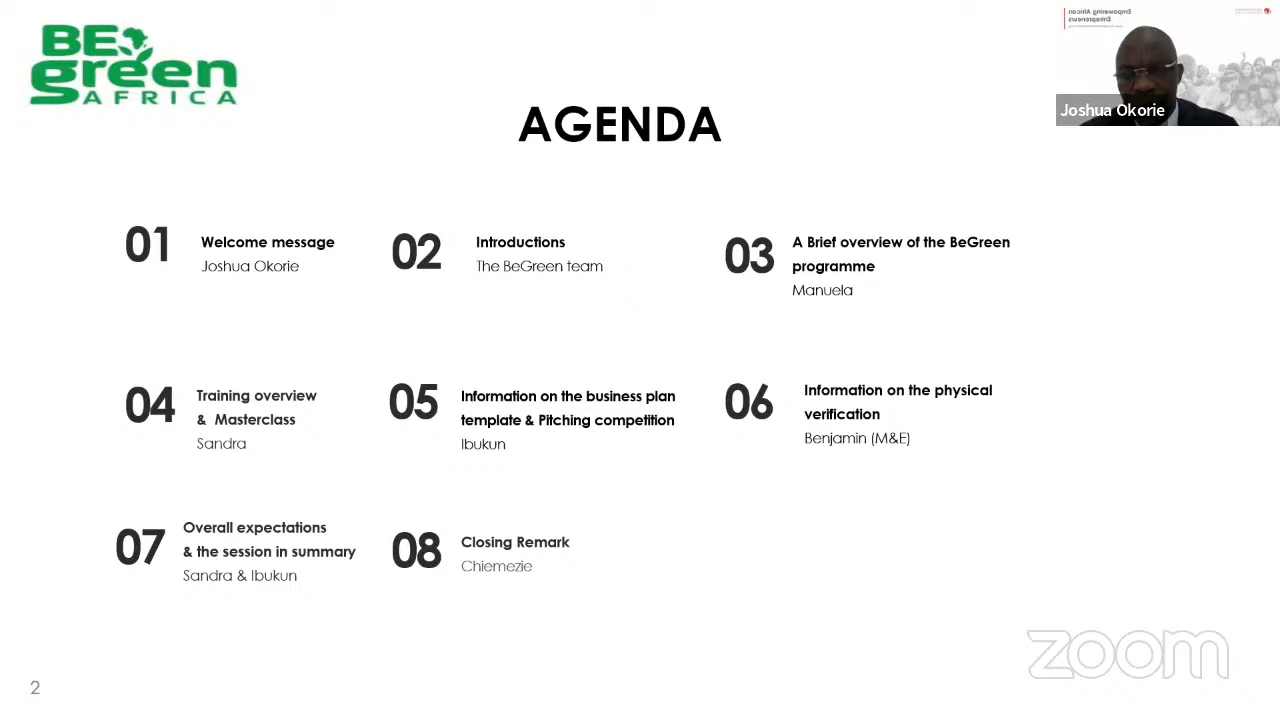 BE
green
AFRICA
Empowering African
Entrepreneurs
Joshua Okorie
AGENDA
01
Welcome message
Joshua Okorie
02
Introductions
The BeGreen team
03
A Brief overview of the BeGreen
programme
Manuela
04
Training overview
& Masterclass
Sandra
05
Information on the business plan
template & Pitching competition
Ibukun
06
Information on the physical
verification
Benjamin (M&E)
07
Overall expectations
& the session in summary
Sandra & Ibukun
08
Closing Remark
Chiemezie
zoom
2